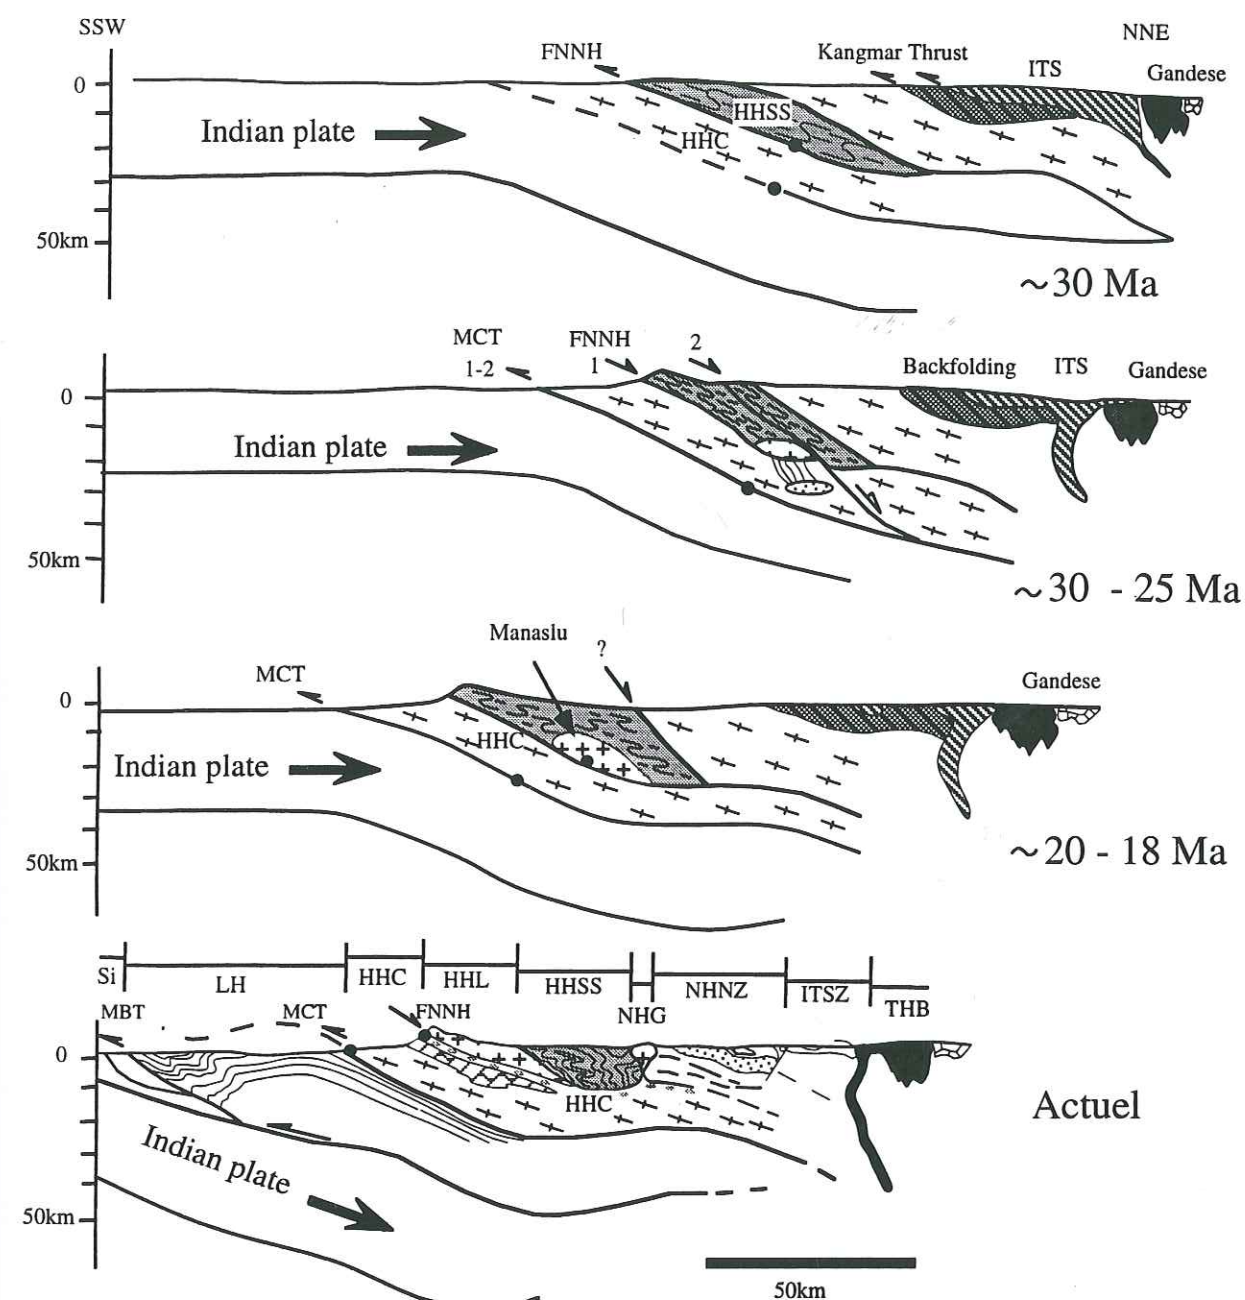 SSW
NNE
FNNH
Kangmar Thrust
ITS
Gandese
0
HHSS
Indian plate
HHC
50km
~30 Ma
MCT
1-2
FNNH
1
2
Backfolding
ITS
Gandese
0
Indian plate
50km
~30 - 25 Ma
Manaslu
?
MCT
Gandese
0
HHC
Indian plate
50km
~20 - 18 Ma
Si
LH
HHC
HHL
HHSS
NHG
NHNZ
ITSZ
THB
MBT
MCT
FNNH
0
HHC
Actuel
Indian plate
50km
50km